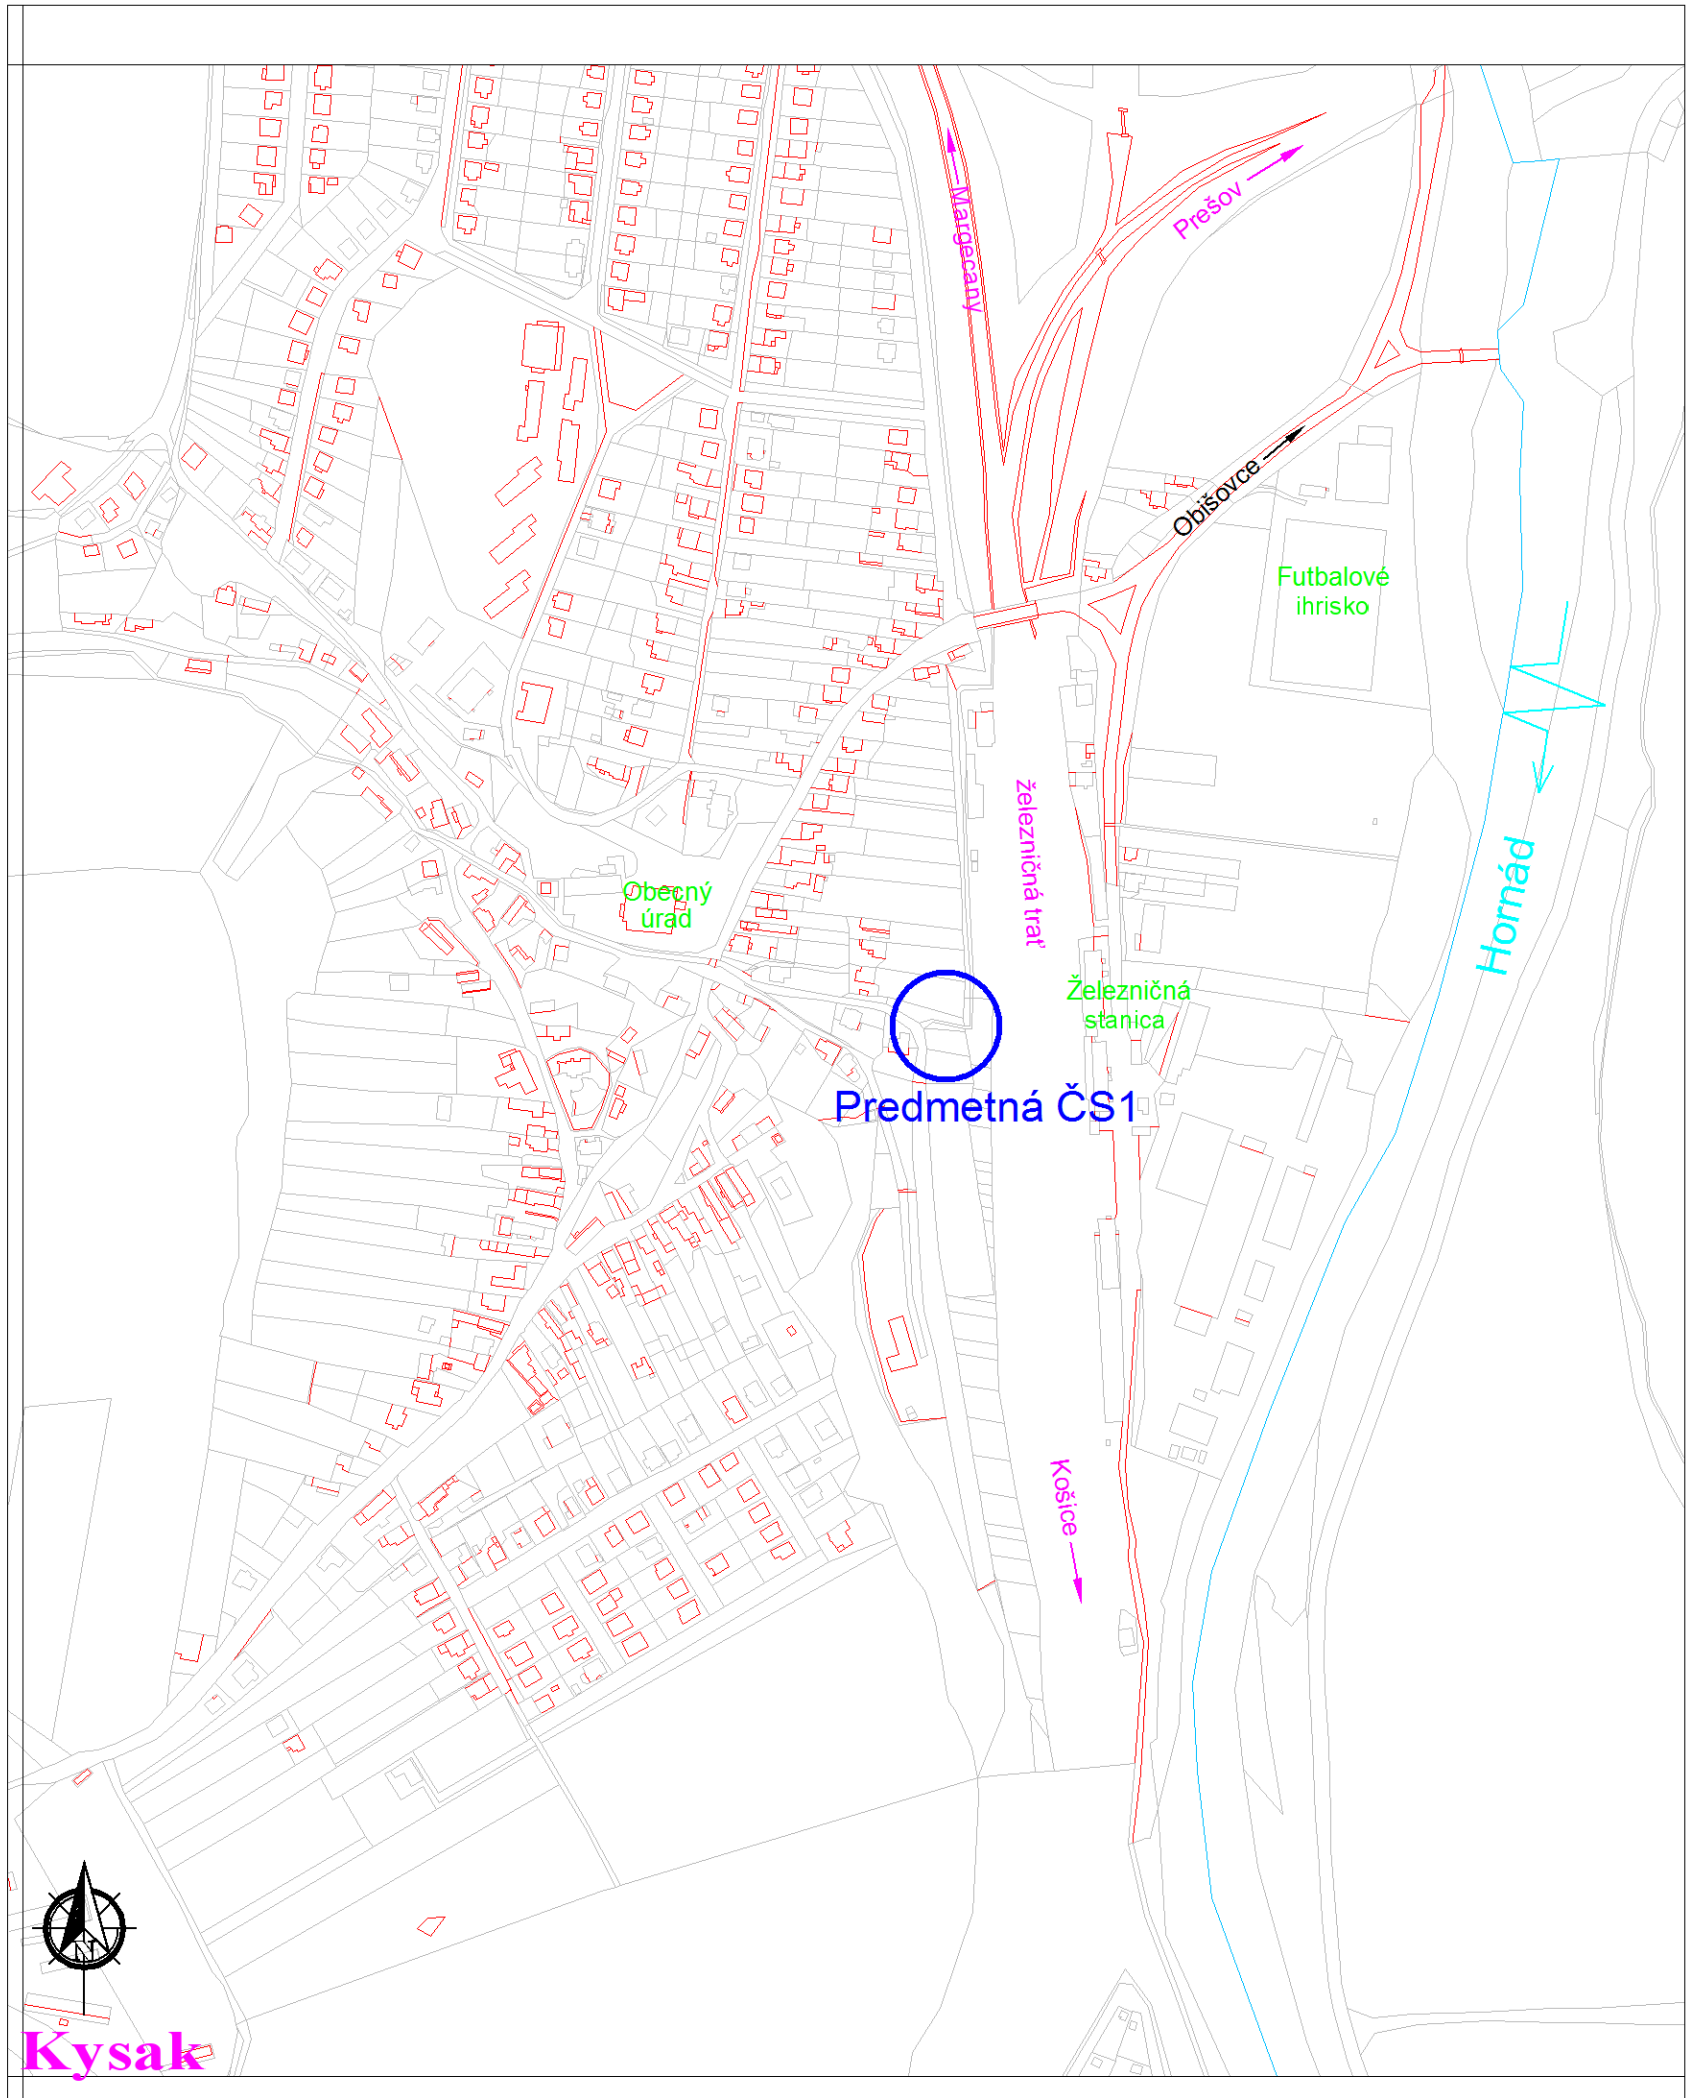 Margecany
Prešov
Obišovce
Futbalové
ihrisko
železničná trať
Hornád
Obecný
úrad
Železničná
stanica
Predmetná ČS1
Košice
N
Kysak